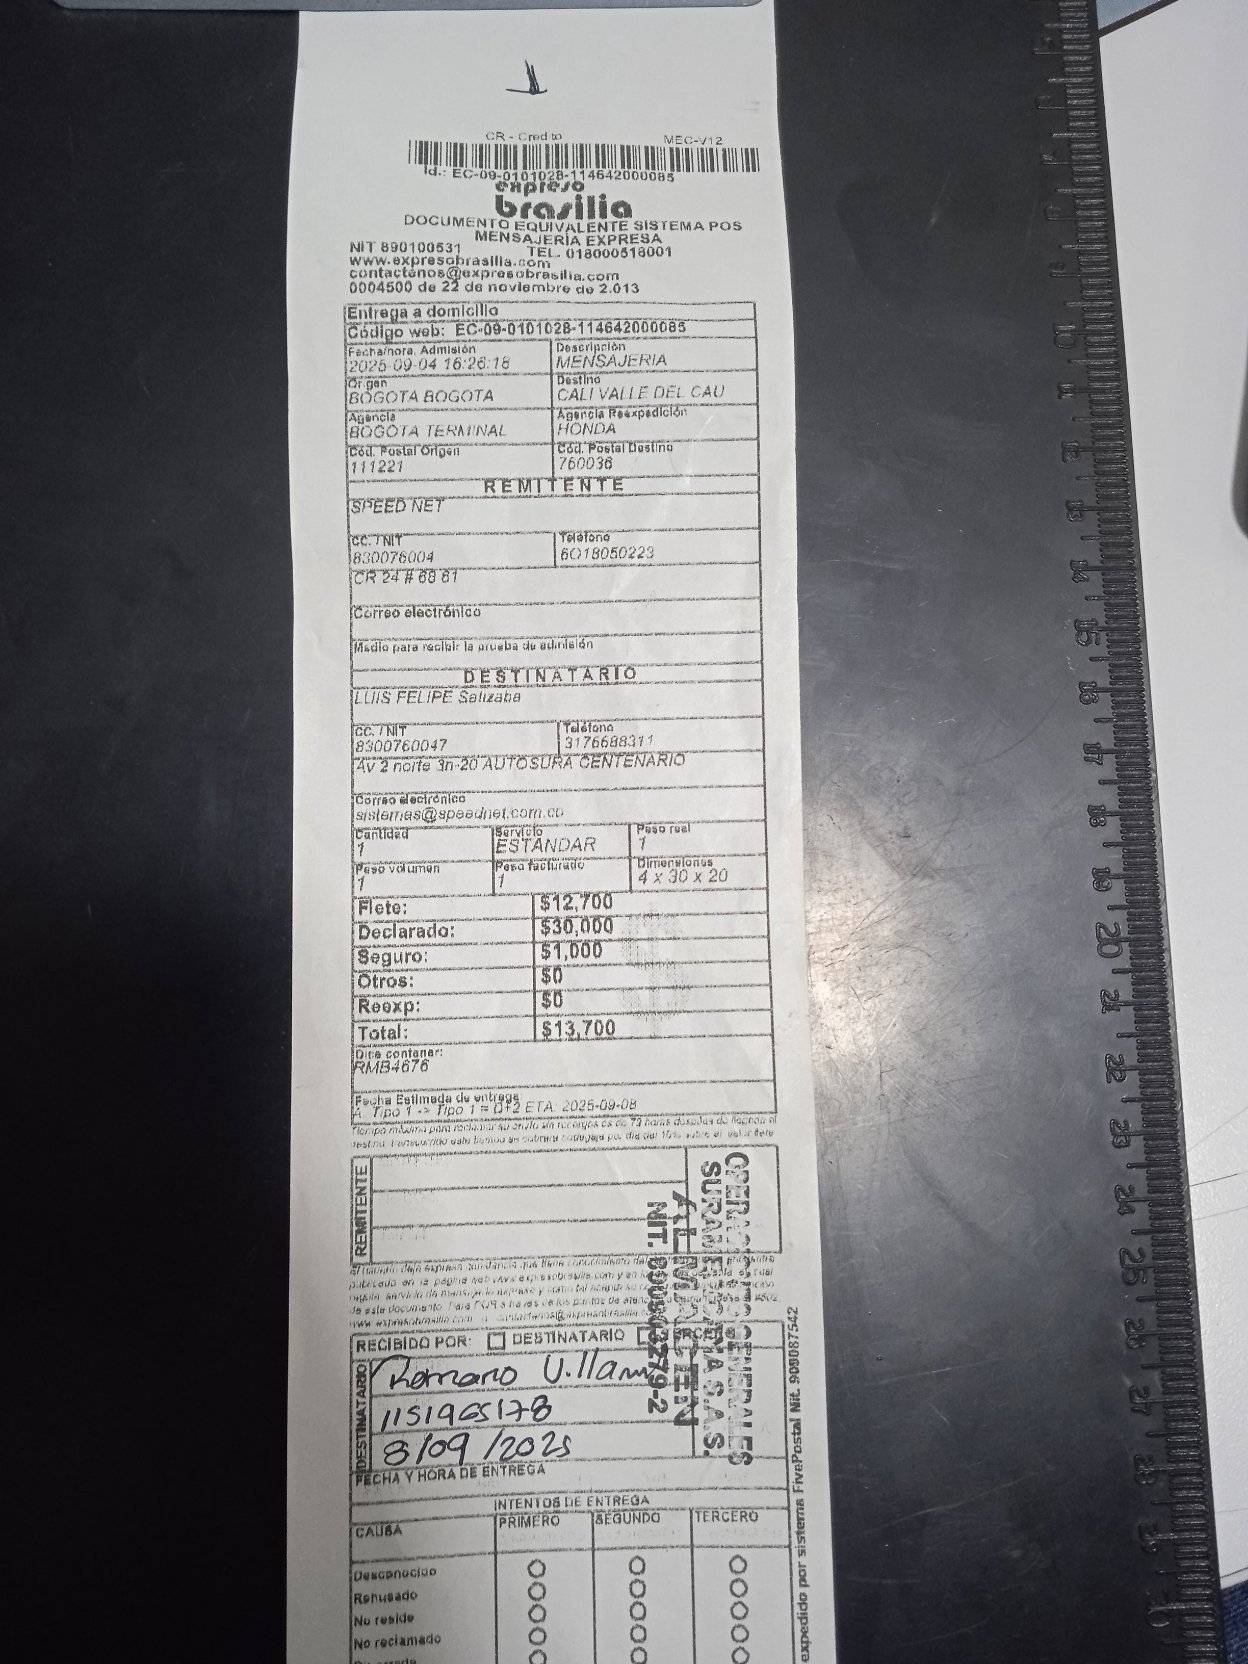 CR - Credito MEC-V12
Id.: EC-09-0101028-114642000085
expreso
brasilia
DOCUMENTO EQUIVALENTE SISTEMA POS
MENSAJERIA EXPRESA
NIT 890100531 TEL. 018000518001
www.expresobrasilia.com
contactenos@expresobrasilia.com
0004500 de 22 de noviembre de 2.013
Entrega a domicilio
Código web: EC-09-0101028-114642000085
Fecha/hora. Admisión Descripción
2025-09-04 16:26:18 MENSAJERIA
Origen Destino
BOGOTA BOGOTA CALI VALLE DEL CAU
Agencia Agencia Reexpedición
BOGOTA TERMINAL HONDA
Cód. Postal Origen Cód. Postal Destino
111221 760036
REMITENTE
SPEED NET
CC. / NIT Teléfono
830076004 6018050223
CR 24 # 68 61
Correo electrónico
Medio para recibir la prueba de admisión
DESTINATARIO
LUIS FELIPE Salizaba
CC. / NIT Teléfono
8300760047 3176688311
Av 2 norte 3n-20 AUTOSURA CENTENARIO
Correo electrónico
sistemas@speednet.com.co
Cantidad Servicio Peso real
1 ESTANDAR 1
Peso volumen Peso facturado Dimensiones
1 1 4 x 30 x 20
Flete: $12,700
Declarado: $30,000
Seguro: $1,000
Otros: $0
Reexp: $0
Total: $13,700
Dice contener:
RMB4676
Fecha Estimada de entrega:
A. Tipo 1 -> Tipo 1 = D+2 ETA: 2025-09-08
REMITENTE
OPERACIONES GENERALES
SURAMERICANA S.A.S.
ALMACEN
NIT.
RECIBIDO POR: DESTINATARIO
DESTINATARIO
Romario
1151965178
8/09/2025
FECHA Y HORA DE ENTREGA
INTENTOS DE ENTREGA
CAUSA PRIMERO SEGUNDO TERCERO
Desconocido
Rehusado
No reside
No reclamado
expedido por sistema FivePostal Nit. 900087542